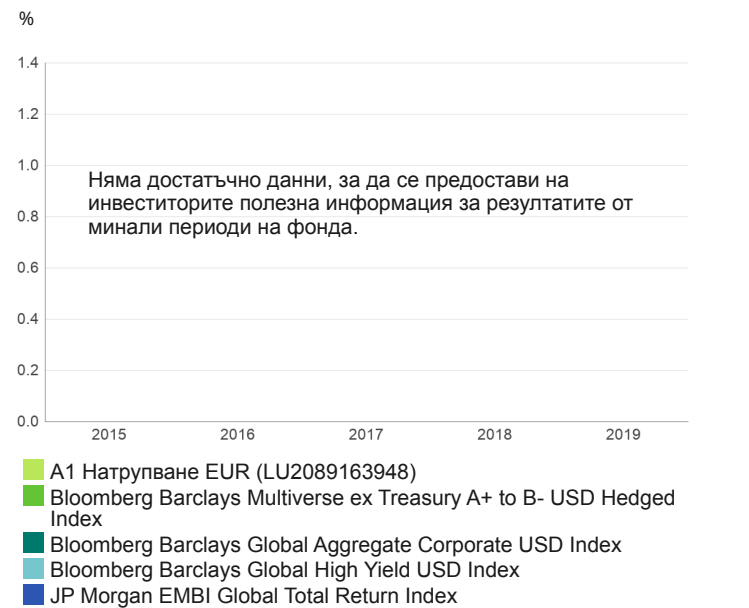 %
1.4
1.2
1.0
Няма достатъчно данни, за да се предостави на
инвеститорите полезна информация за резултатите от
минали периоди на фонда.
0.8
0.6
0.4
0.2
0.0
2015 2016 2017 2018 2019
A1 Натрупване EUR (LU2089163948)
Bloomberg Barclays Multiverse ex Treasury A+ to B- USD Hedged
Index
Bloomberg Barclays Global Aggregate Corporate USD Index
Bloomberg Barclays Global High Yield USD Index
JP Morgan EMBI Global Total Return Index